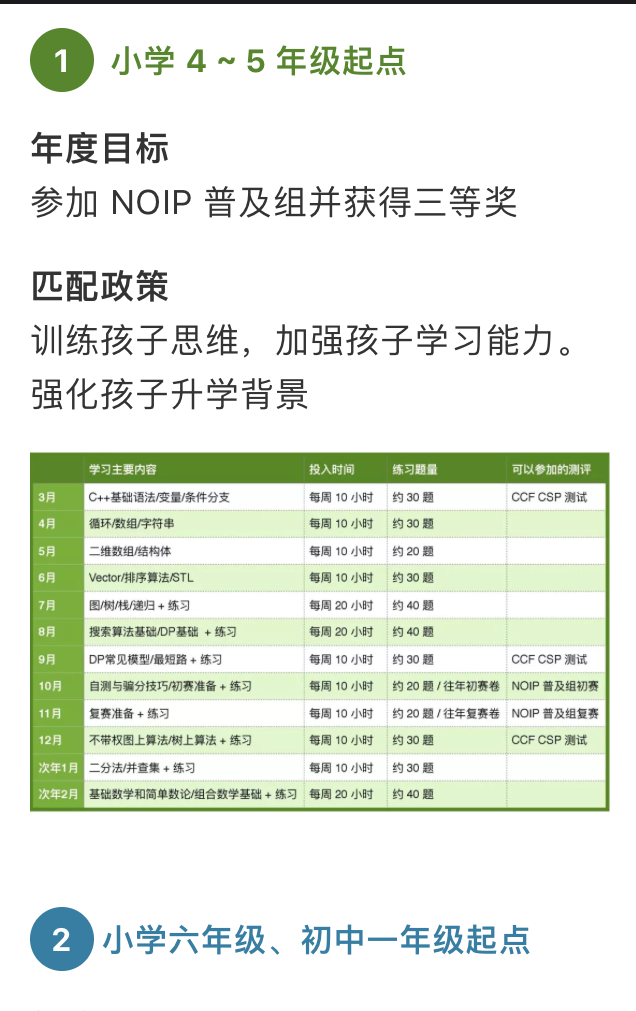 1 小学 4 ~ 5 年级起点
年度目标
参加 NOIP 普及组并获得三等奖
匹配政策
训练孩子思维，加强孩子学习能力。
强化孩子升学背景
学习主要内容 投入时间 练习题量 可以参加的测评
3月 C++基础语法/变量/条件分支 每周 10 小时 约 30 题 CCF CSP 测试
4月 循环/数组/字符串 每周 10 小时 约 30 题
5月 二维数组/结构体 每周 10 小时 约 20 题
6月 Vector/排序算法/STL 每周 10 小时 约 30 题
7月 图/树/栈/递归 + 练习 每周 20 小时 约 40 题
8月 搜索算法基础/DP基础 + 练习 每周 20 小时 约 40 题
9月 DP常见模型/最短路 + 练习 每周 10 小时 约 30 题 CCF CSP 测试
10月 自测与骗分技巧/初赛准备 + 练习 每周 10 小时 约 20 题 / 往年初赛卷 NOIP 普及组初赛
11月 复赛准备 + 练习 每周 10 小时 约 20 题 / 往年复赛卷 NOIP 普及组复赛
12月 不带权图上算法/树上算法 + 练习 每周 10 小时 约 30 题 CCF CSP 测试
次年1月 二分法/并查集 + 练习 每周 10 小时 约 30 题
次年2月 基础数学和简单数论/组合数学基础 + 练习 每周 20 小时 约 40 题
2 小学六年级、初中一年级起点